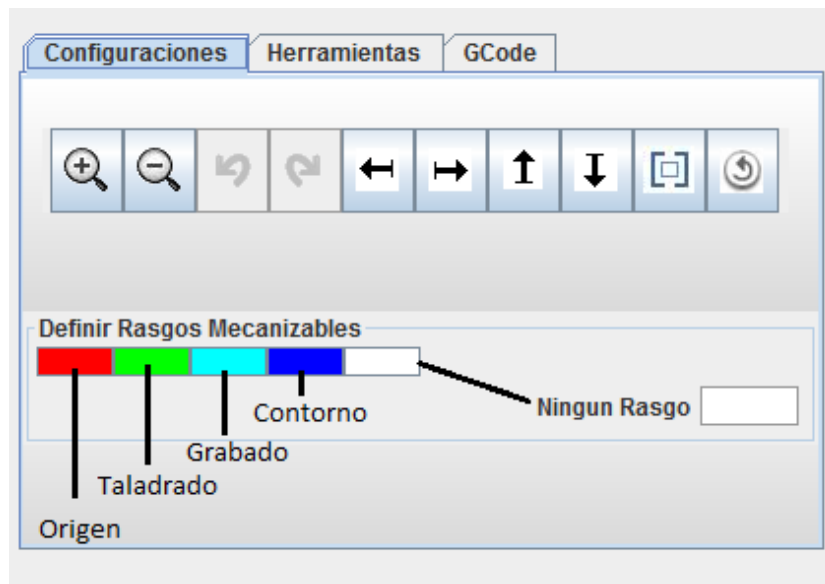 Configuraciones Herramientas GCode
Definir Rasgos Mecanizables
Contorno
Ningun Rasgo
Grabado
Taladrado
Origen